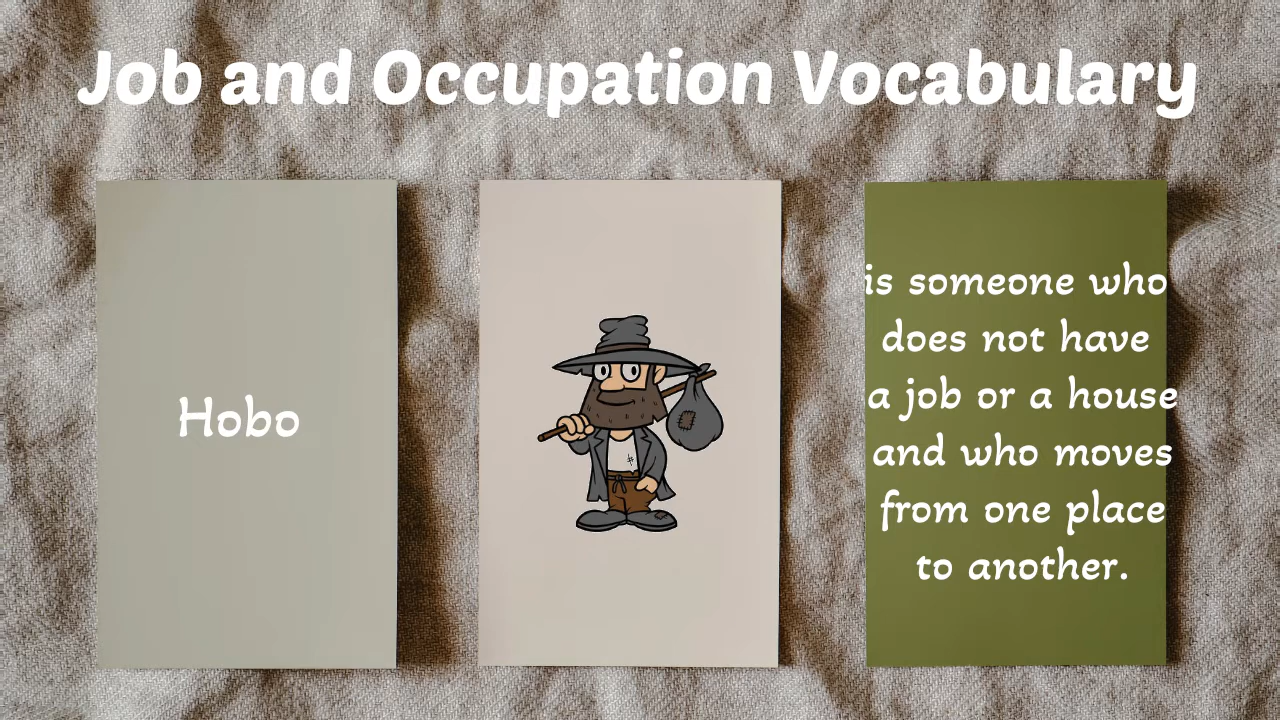 Job and Occupation Vocabulary
Hobo
is someone who
does not have
a job or a house
and who moves
from one place
to another.